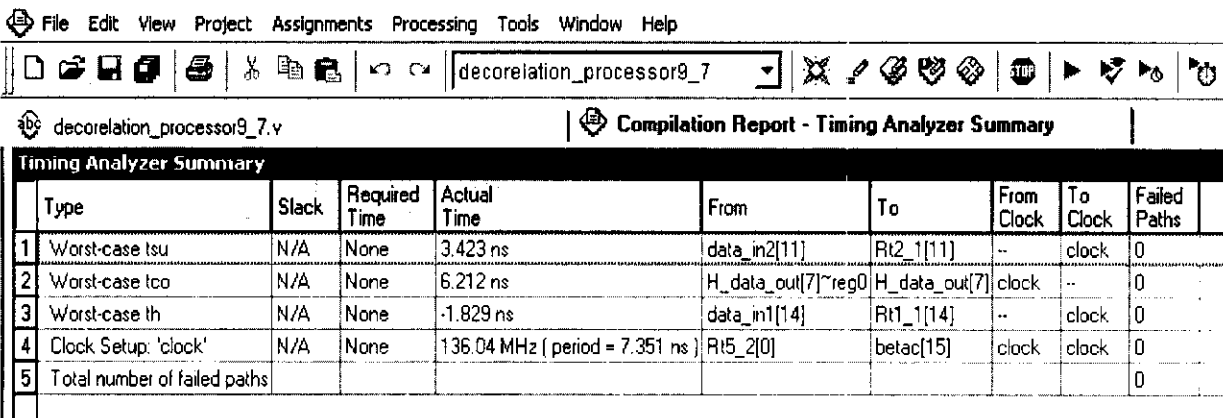 File Edit View Project Assignments Processing Tools Window Help
decorelation_processor9_7
STOP
abc decorelation_processor9_7.v Compilation Report - Timing Analyzer Summary
Timing Analyzer Summary
Type Slack Required Time Actual Time From To From Clock To Clock Failed Paths
1 Worst-case tsu N/A None 3.423 ns data_in2[11] Rt2_1[11] -- clock 0
2 Worst-case tco N/A None 6.212 ns H_data_out[7]~reg0 H_data_out[7] clock -- 0
3 Worst-case th N/A None -1.829 ns data_in1[14] Rt1_1[14] -- clock 0
4 Clock Setup: 'clock' N/A None 136.04 MHz ( period = 7.351 ns ) Rt5_2[0] betac[15] clock clock 0
5 Total number of failed paths 0